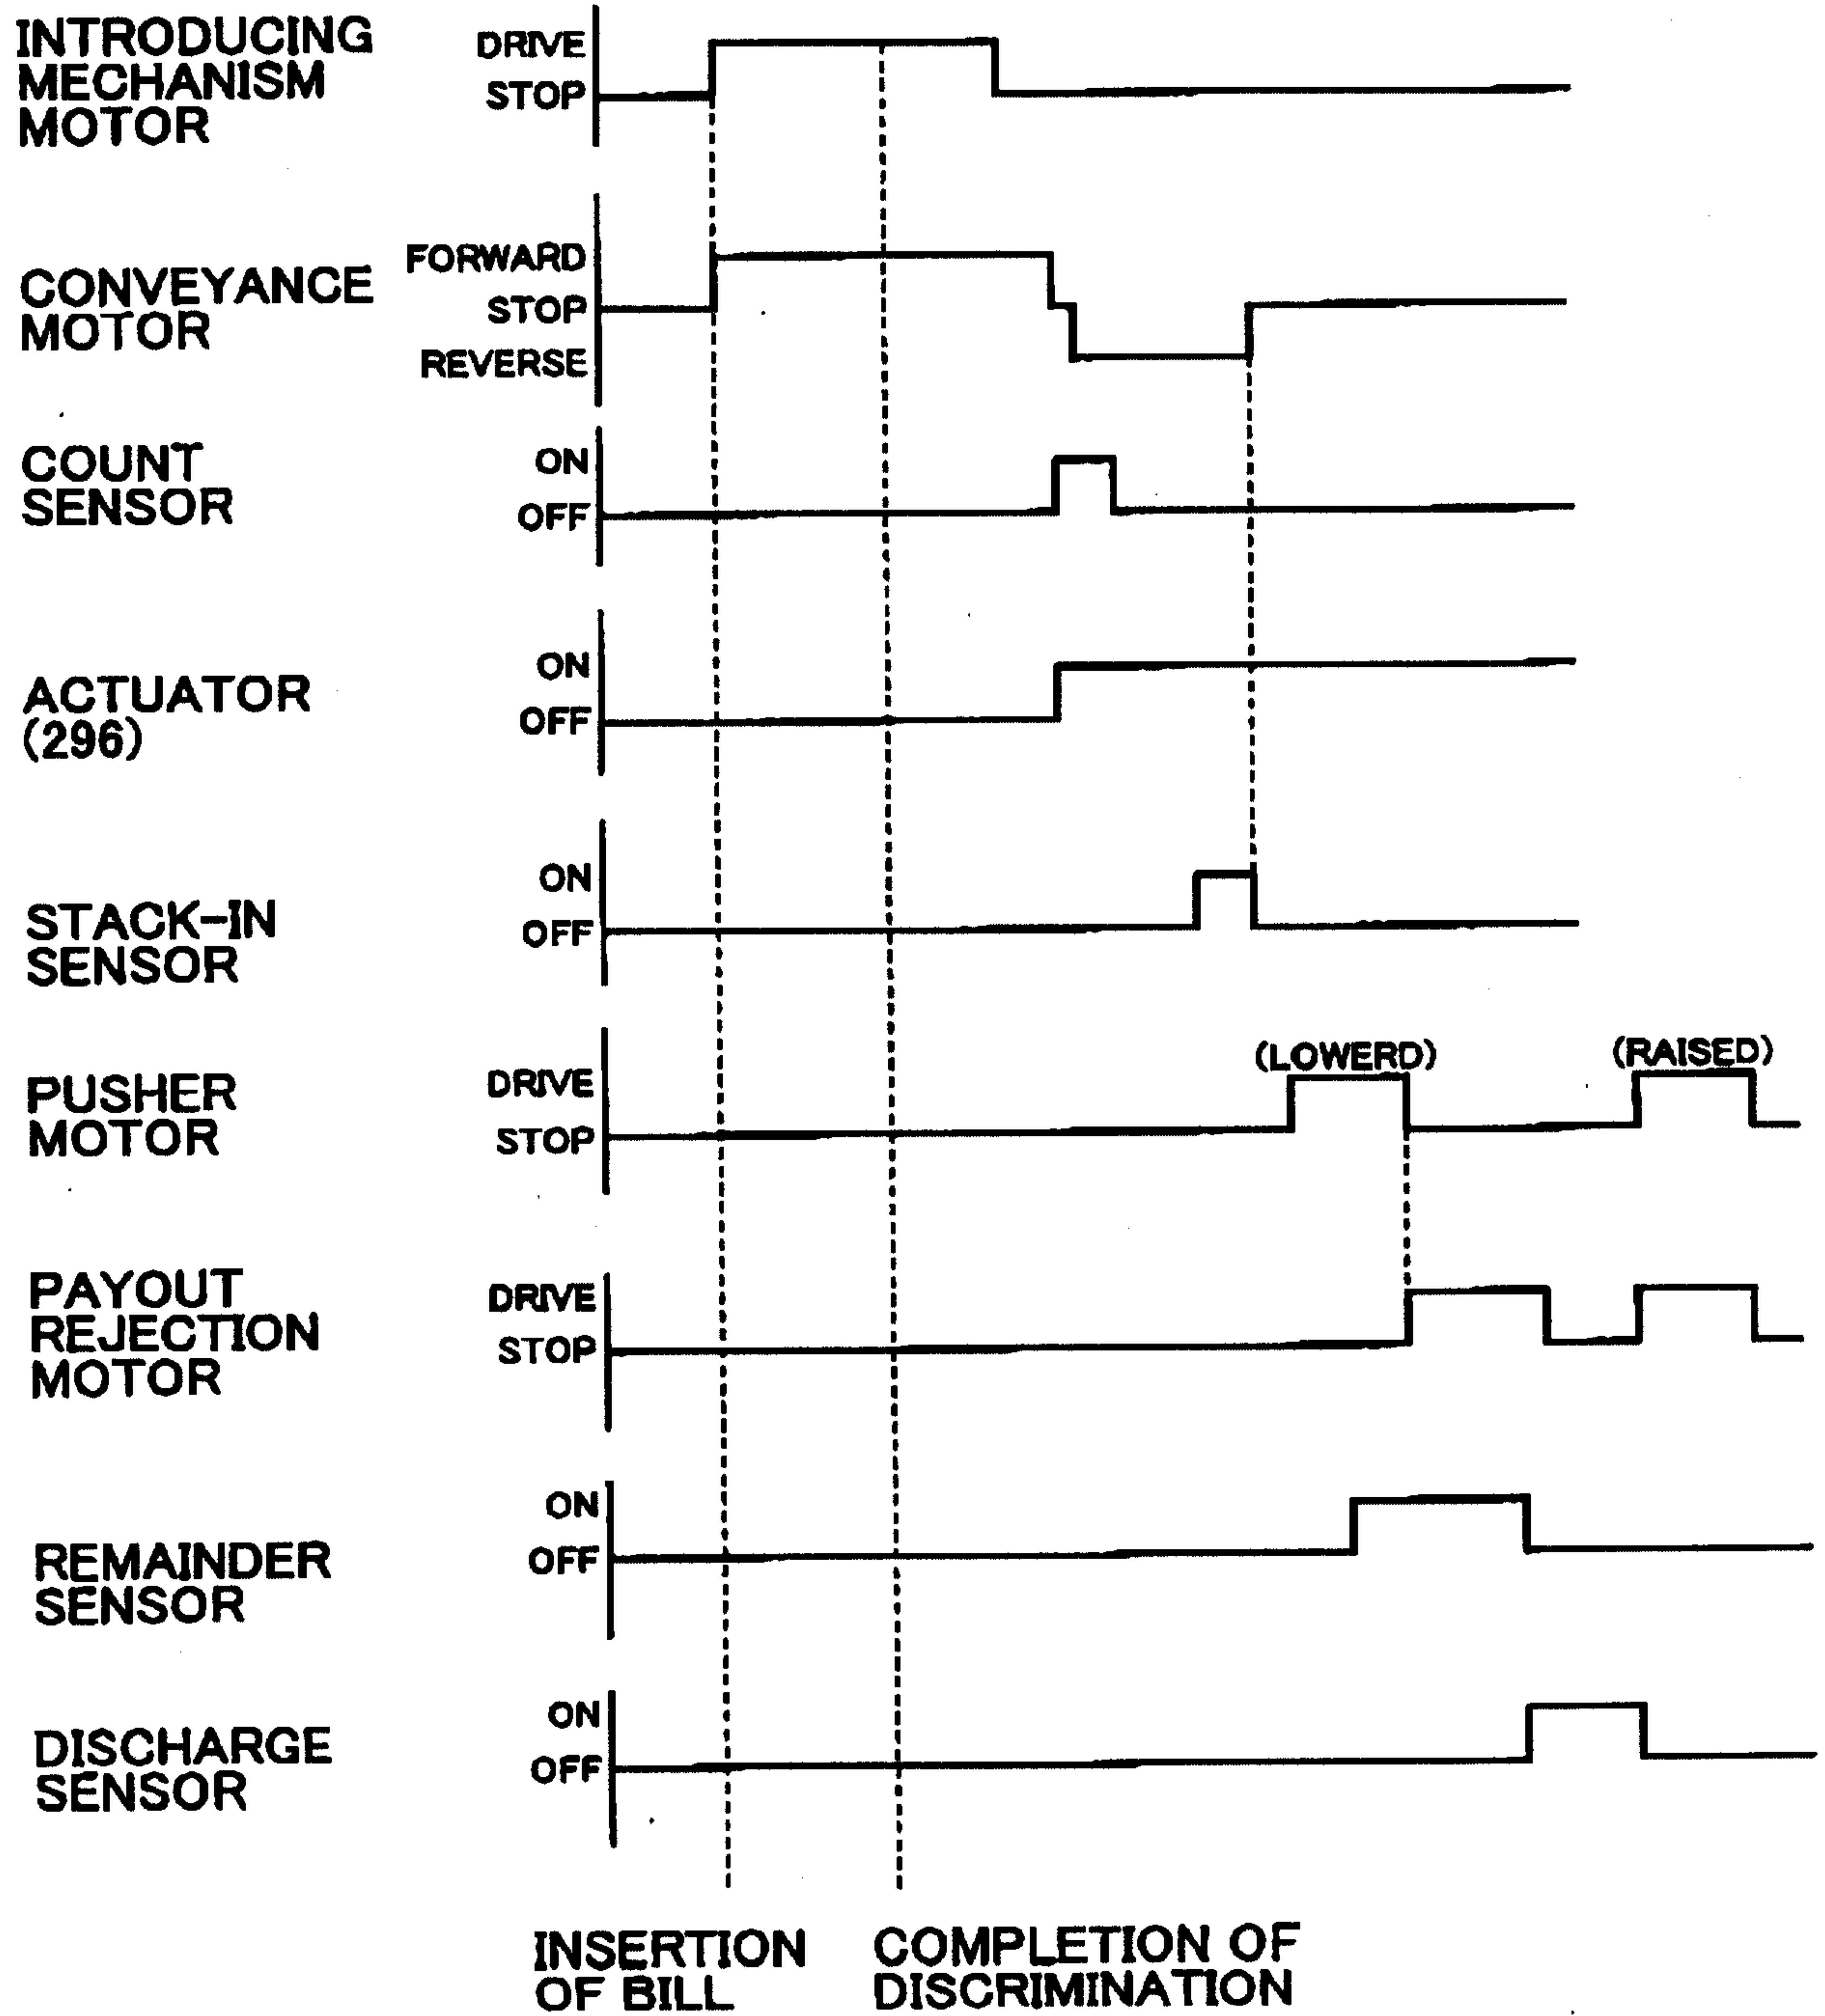 INTRODUCING
MECHANISM
MOTOR
DRIVE
STOP
CONVEYANCE
MOTOR
FORWARD
STOP
REVERSE
COUNT
SENSOR
ON
OFF
ACTUATOR
(296)
ON
OFF
STACK-IN
SENSOR
ON
OFF
PUSHER
MOTOR
DRIVE
STOP
(LOWERD)
(RAISED)
PAYOUT
REJECTION
MOTOR
DRIVE
STOP
REMAINDER
SENSOR
ON
OFF
DISCHARGE
SENSOR
ON
OFF
INSERTION
OF BILL
COMPLETION OF
DISCRIMINATION